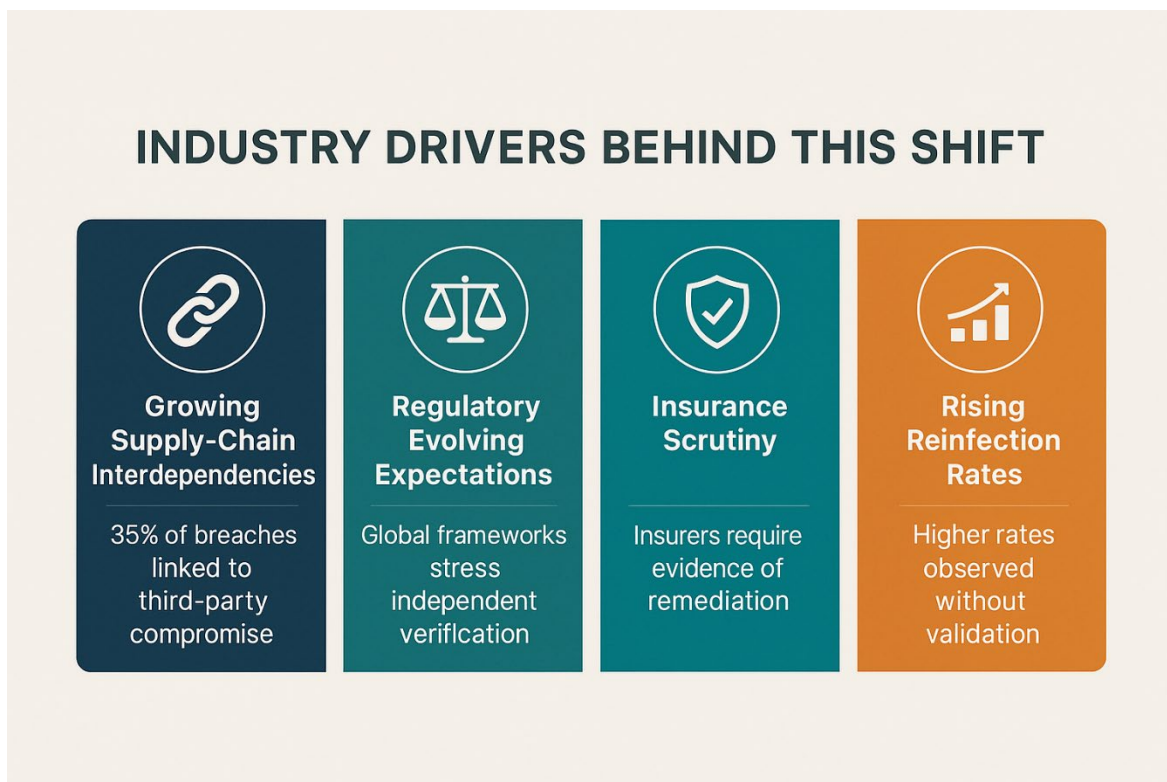 INDUSTRY DRIVERS BEHIND THIS SHIFT
Growing
Supply-Chain
Interdependencies
35% of breaches
linked to
third-party
compromise
Regulatory
Evolving
Expectations
Global frameworks
stress
independent
verification
Insurance
Scrutiny
Insurers require
evidence of
remediation
Rising
Reinfection
Rates
Higher rates
observed
without
validation